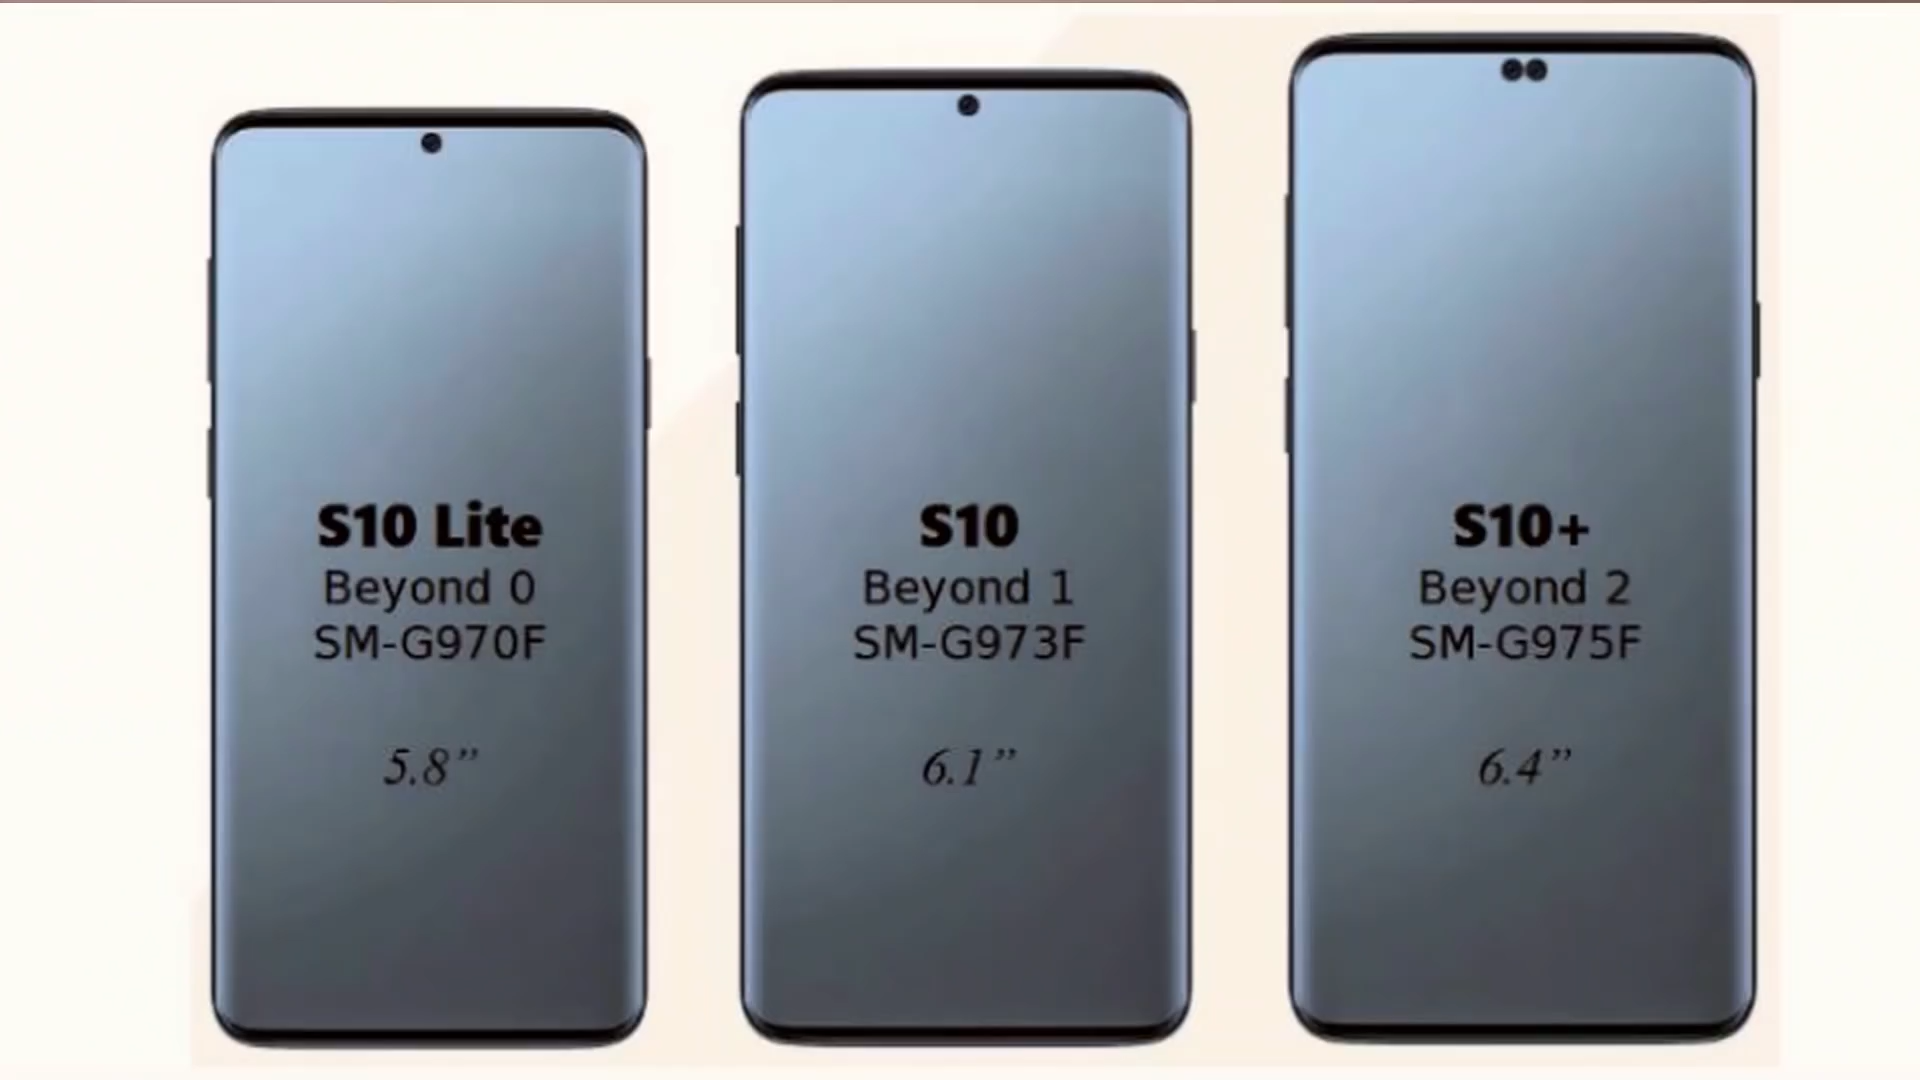 S10 Lite
Beyond 0
SM-G970F
5.8”
S10
Beyond 1
SM-G973F
6.1”
S10+
Beyond 2
SM-G975F
6.4”